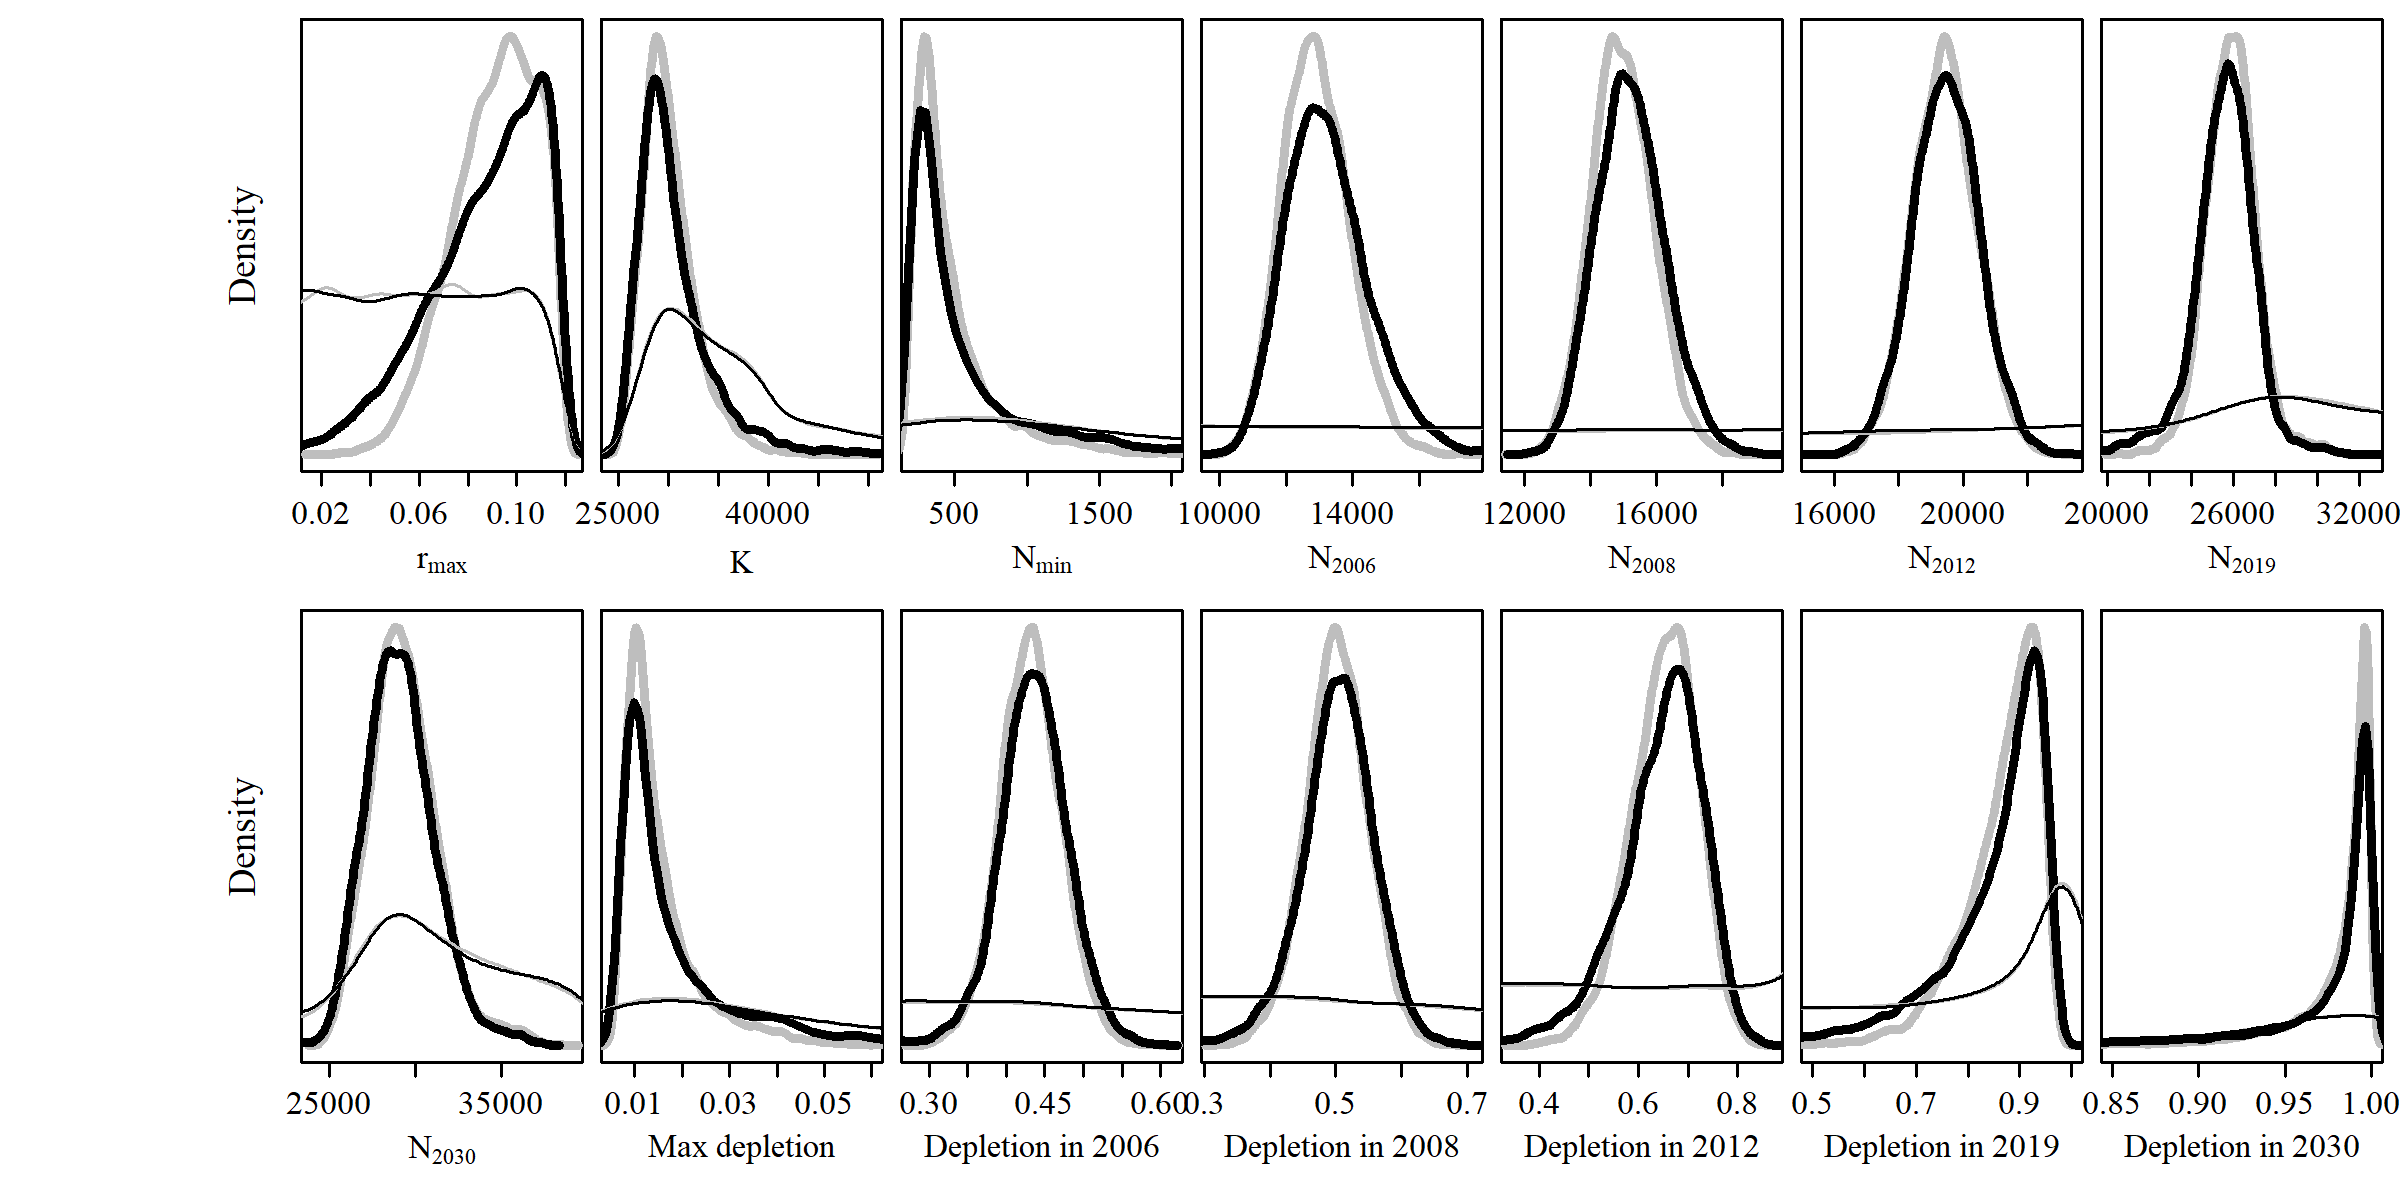 Density
0.02 0.06 0.10 25000 40000 500 1500 10000 14000 12000 16000 16000 20000 20000 26000 32000
r_max K N_min N_2006 N_2008 N_2012 N_2019
Density
25000 35000 0.01 0.03 0.05 0.30 0.45 0.60 0.3 0.5 0.7 0.4 0.6 0.8 0.5 0.7 0.9 0.85 0.90 0.95 1.00
N_2030 Max depletion Depletion in 2006 Depletion in 2008 Depletion in 2012 Depletion in 2019 Depletion in 2030